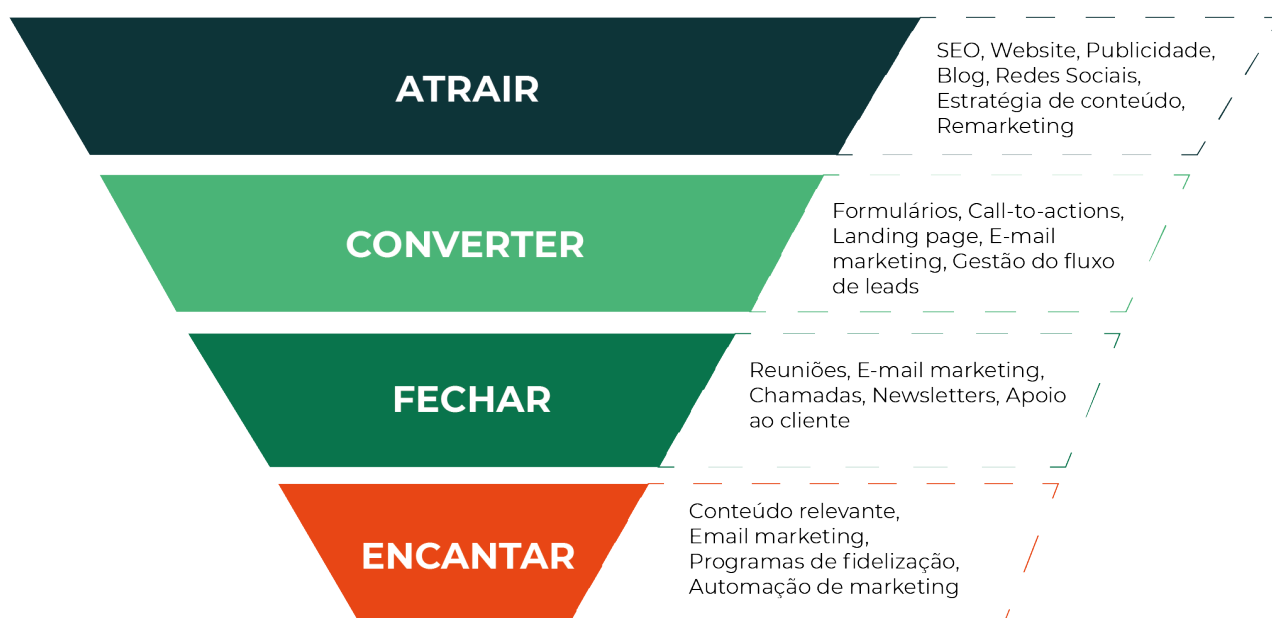 ATRAIR
SEO, Website, Publicidade,
Blog, Redes Sociais,
Estratégia de conteúdo,
Remarketing
CONVERTER
Formulários, Call-to-actions,
Landing page, E-mail
marketing, Gestão do fluxo
de leads
FECHAR
Reuniões, E-mail marketing,
Chamadas, Newsletters, Apoio
ao cliente
ENCANTAR
Conteúdo relevante,
Email marketing,
Programas de fidelização,
Automação de marketing